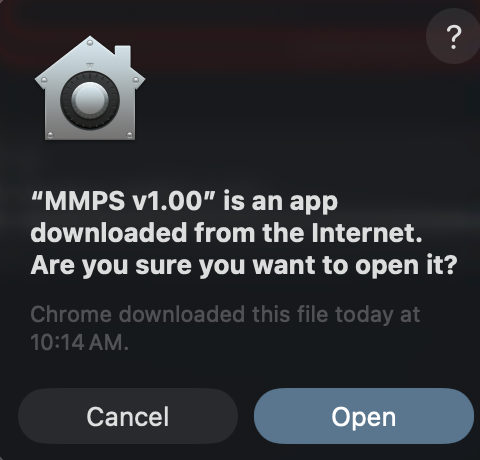 ?
“MMPS v1.00” is an app
downloaded from the Internet.
Are you sure you want to open it?
Chrome downloaded this file today at
10:14 AM.
Cancel
Open